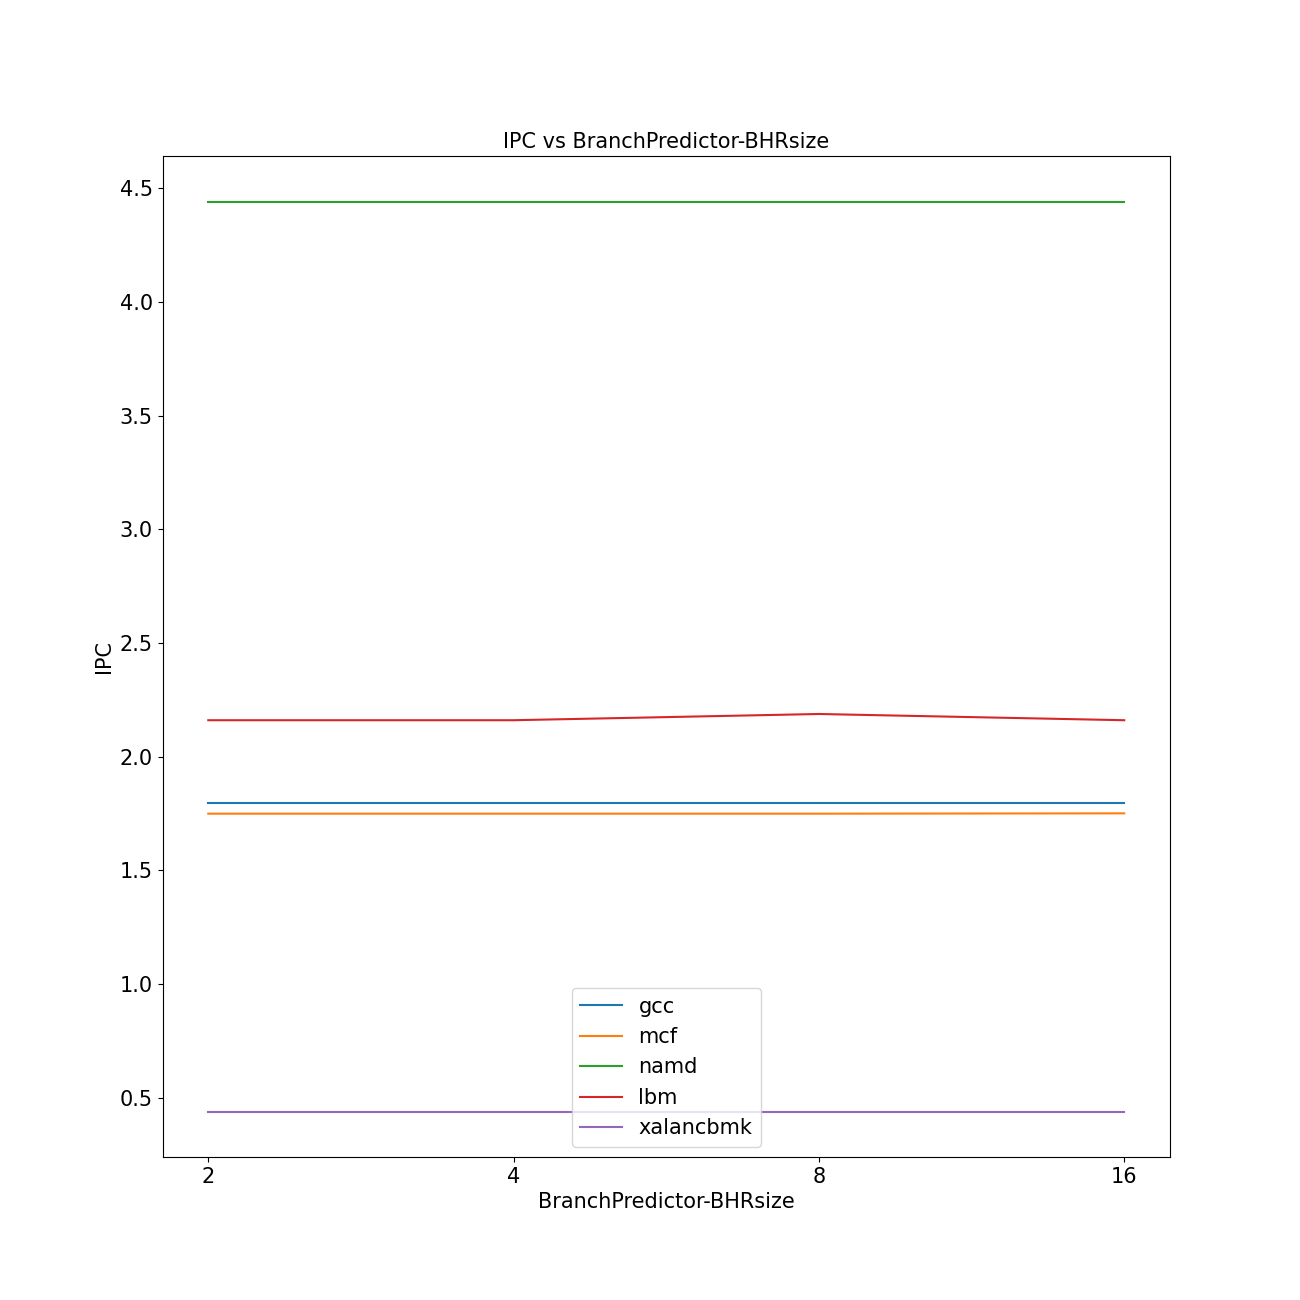 IPC vs BranchPredictor-BHRsize
4.5
4.0
3.5
3.0
2.5
2.0
1.5
1.0
0.5
IPC
gcc
mcf
namd
lbm
xalancbmk
2 4 8 16
BranchPredictor-BHRsize